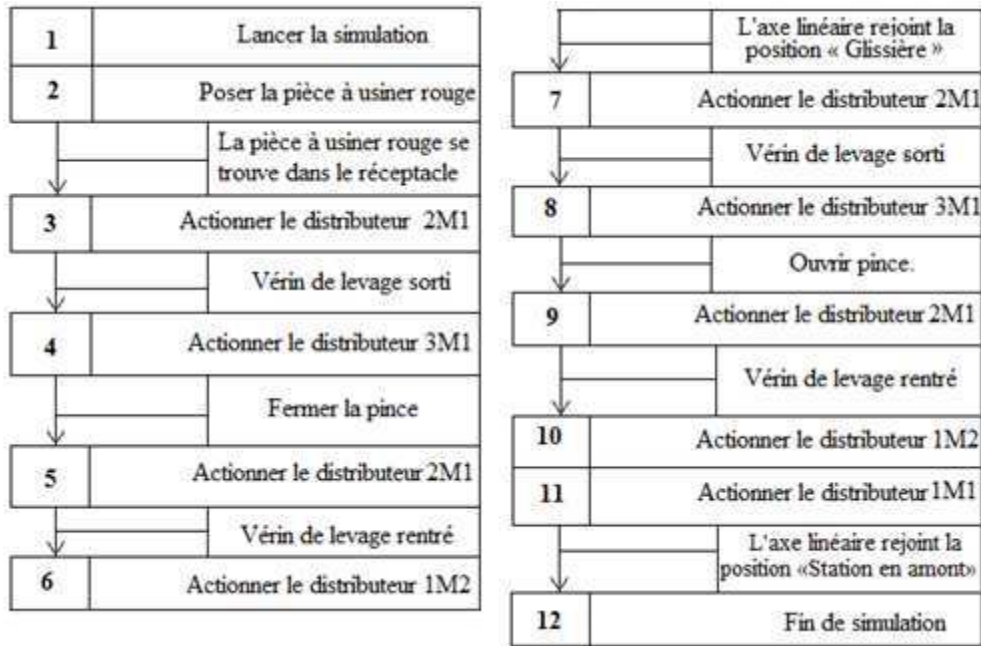 1 Lancer la simulation
2 Poser la pièce à usiner rouge
La pièce à usiner rouge se
trouve dans le réceptacle
3 Actionner le distributeur 2M1
Vérin de levage sorti
4 Actionner le distributeur 3M1
Fermer la pince
5 Actionner le distributeur 2M1
Vérin de levage rentré
6 Actionner le distributeur 1M2
L'axe linéaire rejoint la
position « Glissière »
7 Actionner le distributeur 2M1
Vérin de levage sorti
8 Actionner le distributeur 3M1
Ouvrir pince.
9 Actionner le distributeur 2M1
Vérin de levage rentré
10 Actionner le distributeur 1M2
11 Actionner le distributeur 1M1
L'axe linéaire rejoint la
position «Station en amont»
12 Fin de simulation